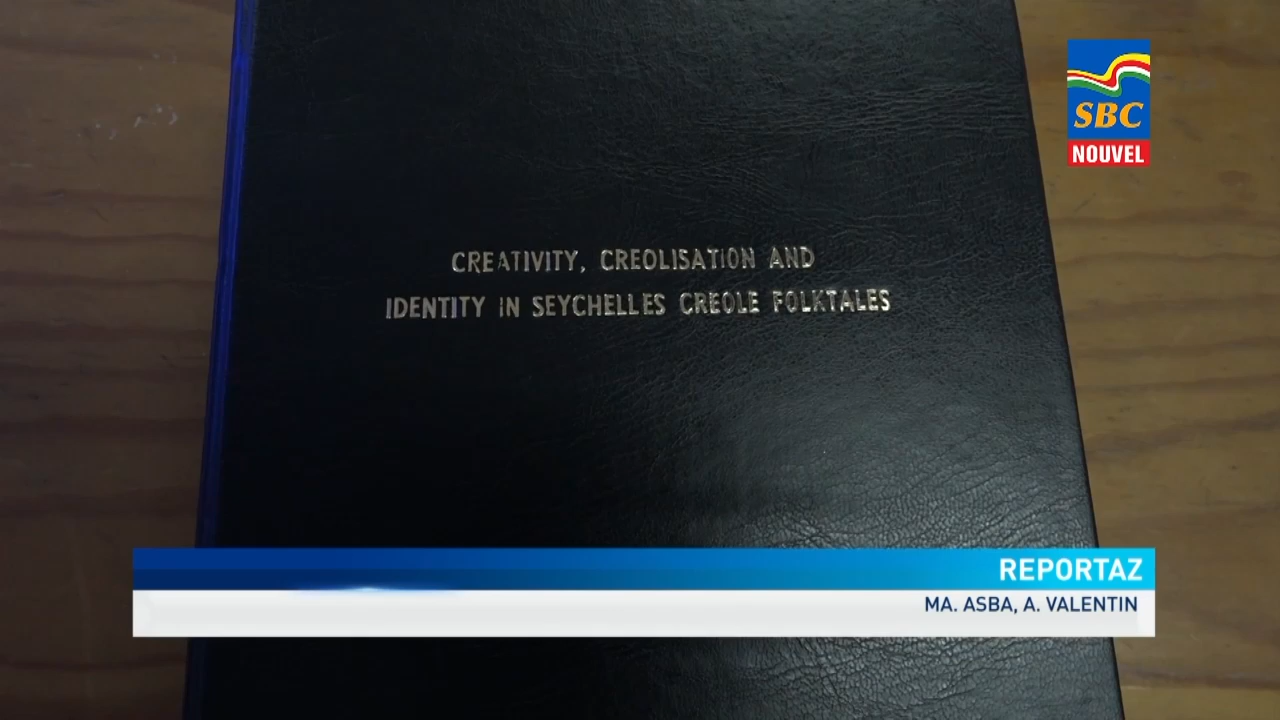 SBC
NOUVEL
CREATIVITY, CREOLISATION AND
IDENTITY IN SEYCHELLES CREOLE FOLKTALES
REPORTAZ
MA. ASBA, A. VALENTIN